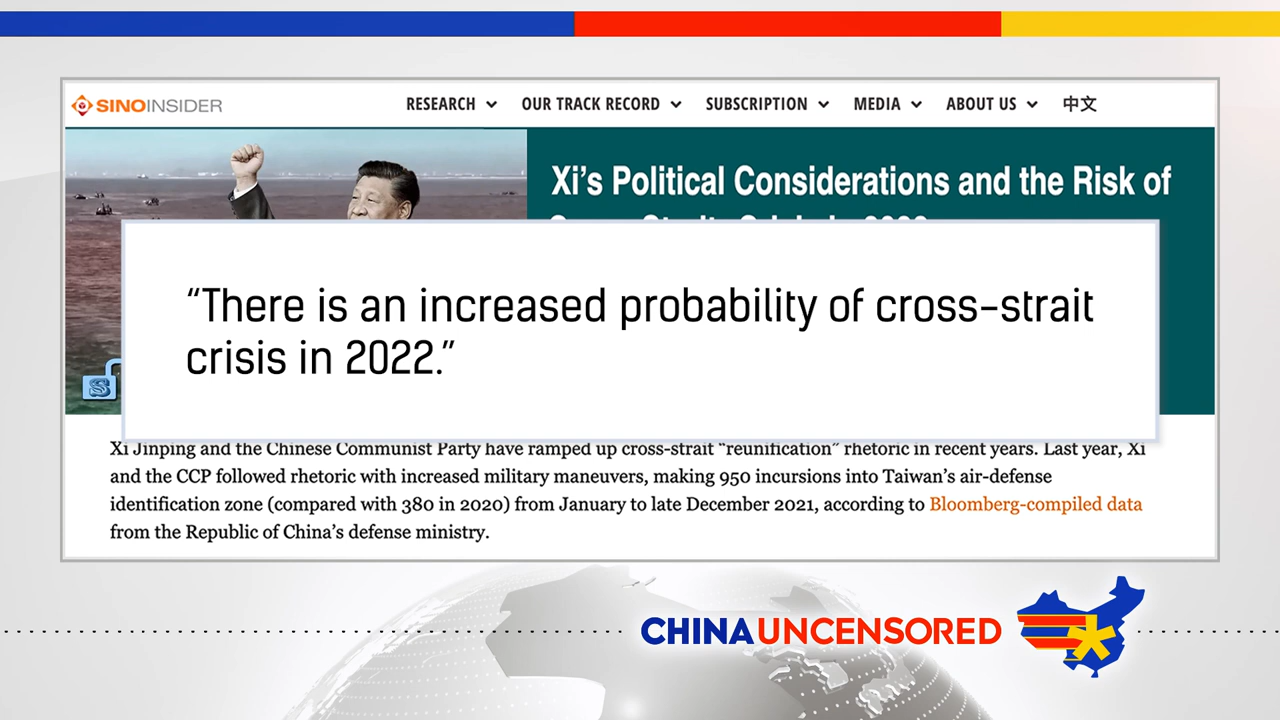 SINOINSIDER
RESEARCH OUR TRACK RECORD SUBSCRIPTION MEDIA ABOUT US 中文
Xi's Political Considerations and the Risk of
“There is an increased probability of cross-strait
crisis in 2022.”
S
Xi Jinping and the Chinese Communist Party have ramped up cross-strait “reunification” rhetoric in recent years. Last year, Xi
and the CCP followed rhetoric with increased military maneuvers, making 950 incursions into Taiwan's air-defense
identification zone (compared with 380 in 2020) from January to late December 2021, according to Bloomberg-compiled data
from the Republic of China's defense ministry.
CHINA UNCENSORED